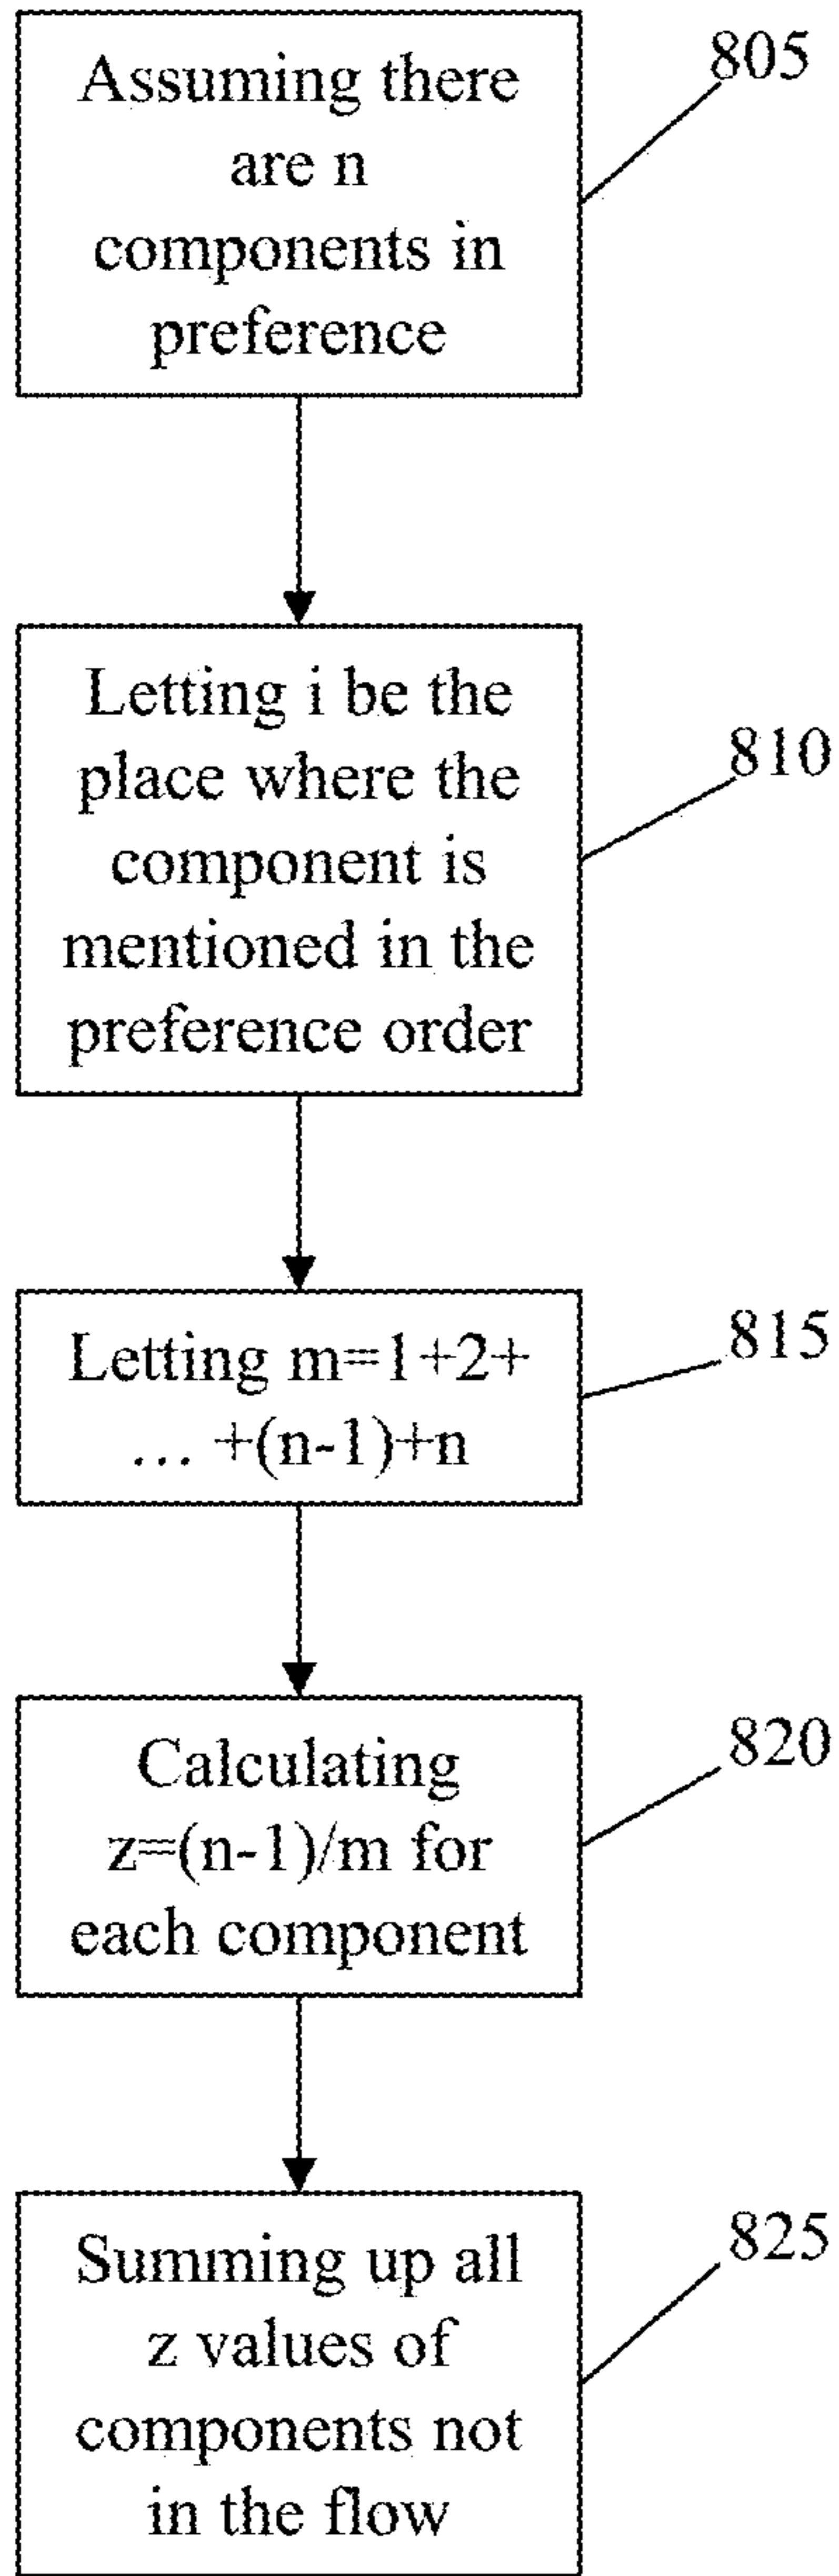 Assuming there
are n
components in
preference
805
Letting i be the
place where the
component is
mentioned in the
preference order
810
Letting m=1+2+
… +(n-1)+n
815
Calculating
z=(n-1)/m for
each component
820
Summing up all
z values of
components not
in the flow
825